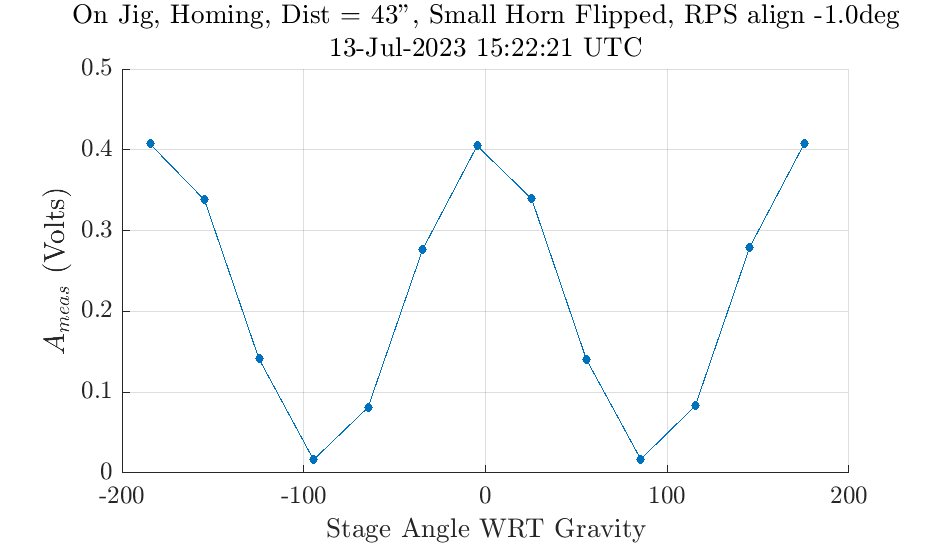 On Jig, Homing, Dist = 43”, Small Horn Flipped, RPS align -1.0deg
13-Jul-2023 15:22:21 UTC
0.5
0.4
0.3
0.2
0.1
0
A_meas (Volts)
-200 -100 0 100 200
Stage Angle WRT Gravity